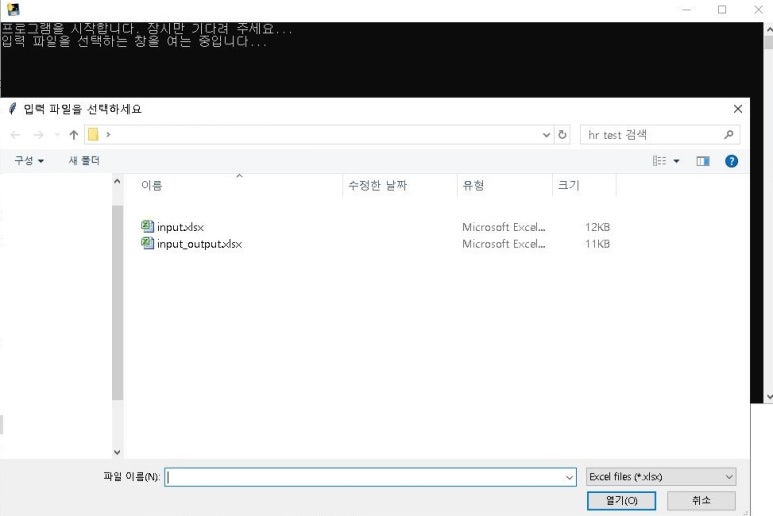 프로그램을 시작합니다. 잠시만 기다려 주세요...
입력 파일을 선택하는 창을 여는 중입니다...
입력 파일을 선택하세요
hr test 검색
구성 새 폴더
이름 수정한 날짜 유형 크기
input.xlsx Microsoft Excel... 12KB
input_output.xlsx Microsoft Excel... 11KB
파일 이름(N): Excel files (*.xlsx)
열기(O) 취소